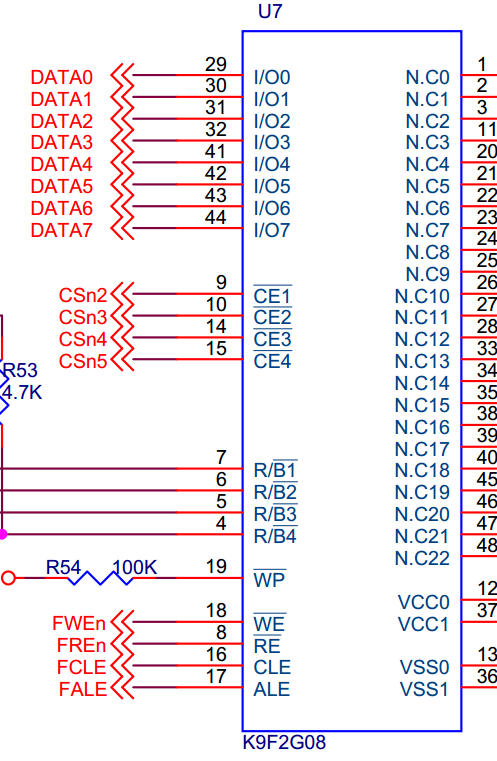 U7
DATA0 29 I/O0 N.C0 1
DATA1 30 I/O1 N.C1 2
DATA2 31 I/O2 N.C2 3
DATA3 32 I/O3 N.C3 11
DATA4 41 I/O4 N.C4 20
DATA5 42 I/O5 N.C5 21
DATA6 43 I/O6 N.C6 22
DATA7 44 I/O7 N.C7 23
N.C8 24
N.C9 25
CSn2 9 CE1 N.C10 26
CSn3 10 CE2 N.C11 27
CSn4 14 CE3 N.C12 28
CSn5 15 CE4 N.C13 33
R53 N.C14 34
4.7K N.C15 35
N.C16 38
N.C17 39
7 R/B1 N.C18 40
6 R/B2 N.C19 45
5 R/B3 N.C20 46
4 R/B4 N.C21 47
N.C22 48
R54 100K 19 WP
VCC0 12
FWEn 18 WE VCC1 37
FREn 8 RE
FCLE 16 CLE VSS0 13
FALE 17 ALE VSS1 36
K9F2G08